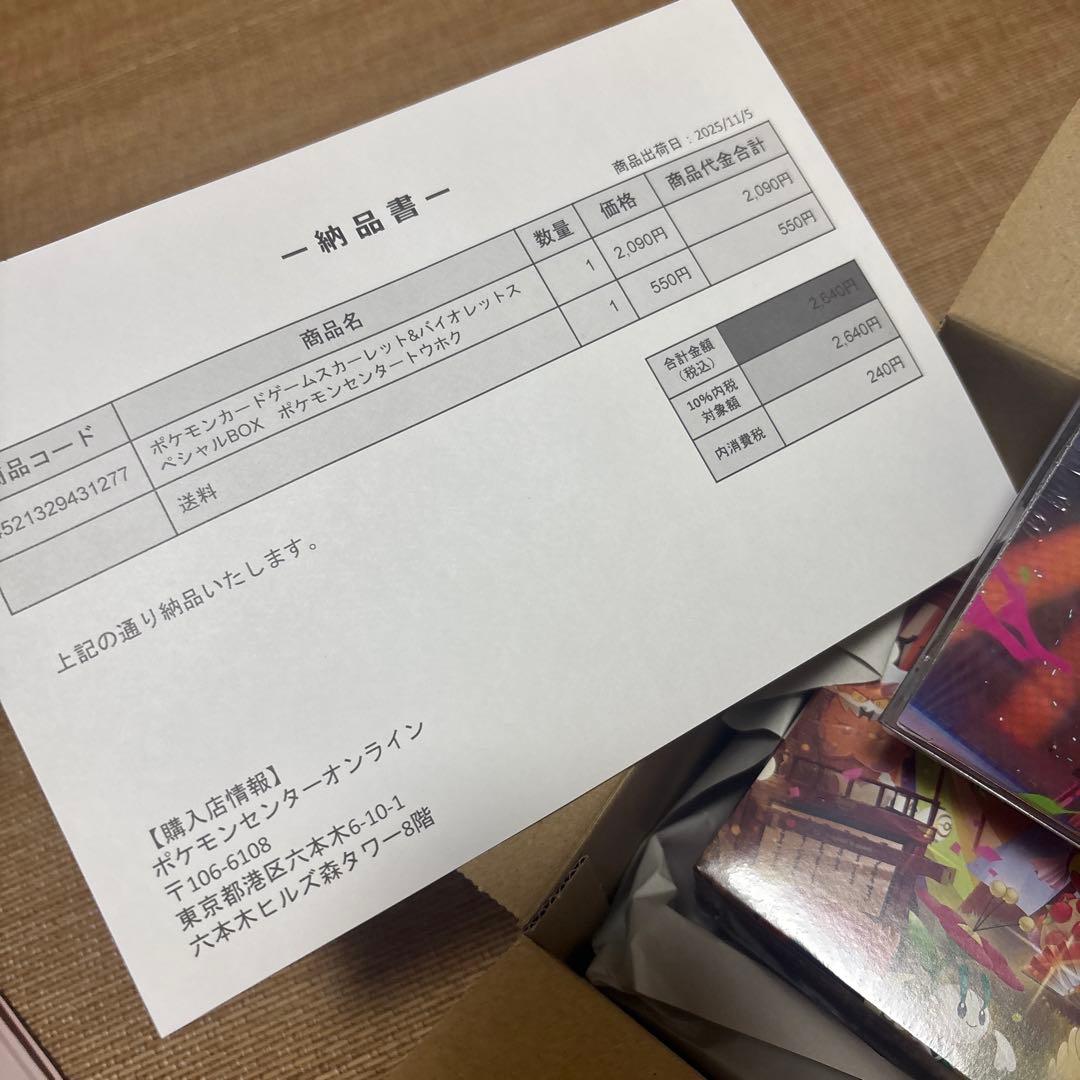 商品出荷日：2025/11/5
ー納品書ー
品コード 商品名 数量 価格 商品代金合計
521329431277 ポケモンカードゲームスカーレット&バイオレットス
ペシャルBOX ポケモンセンタートウホク 1 2,090円 2,090円
送料 1 550円 550円
合計金額
(税込) 2,640円
10%内税
対象額 2,640円
内消費税 240円
上記の通り納品いたします。
【購入店情報】
ポケモンセンターオンライン
〒106-6108
東京都港区六本木6-10-1
六本木ヒルズ森タワー8階